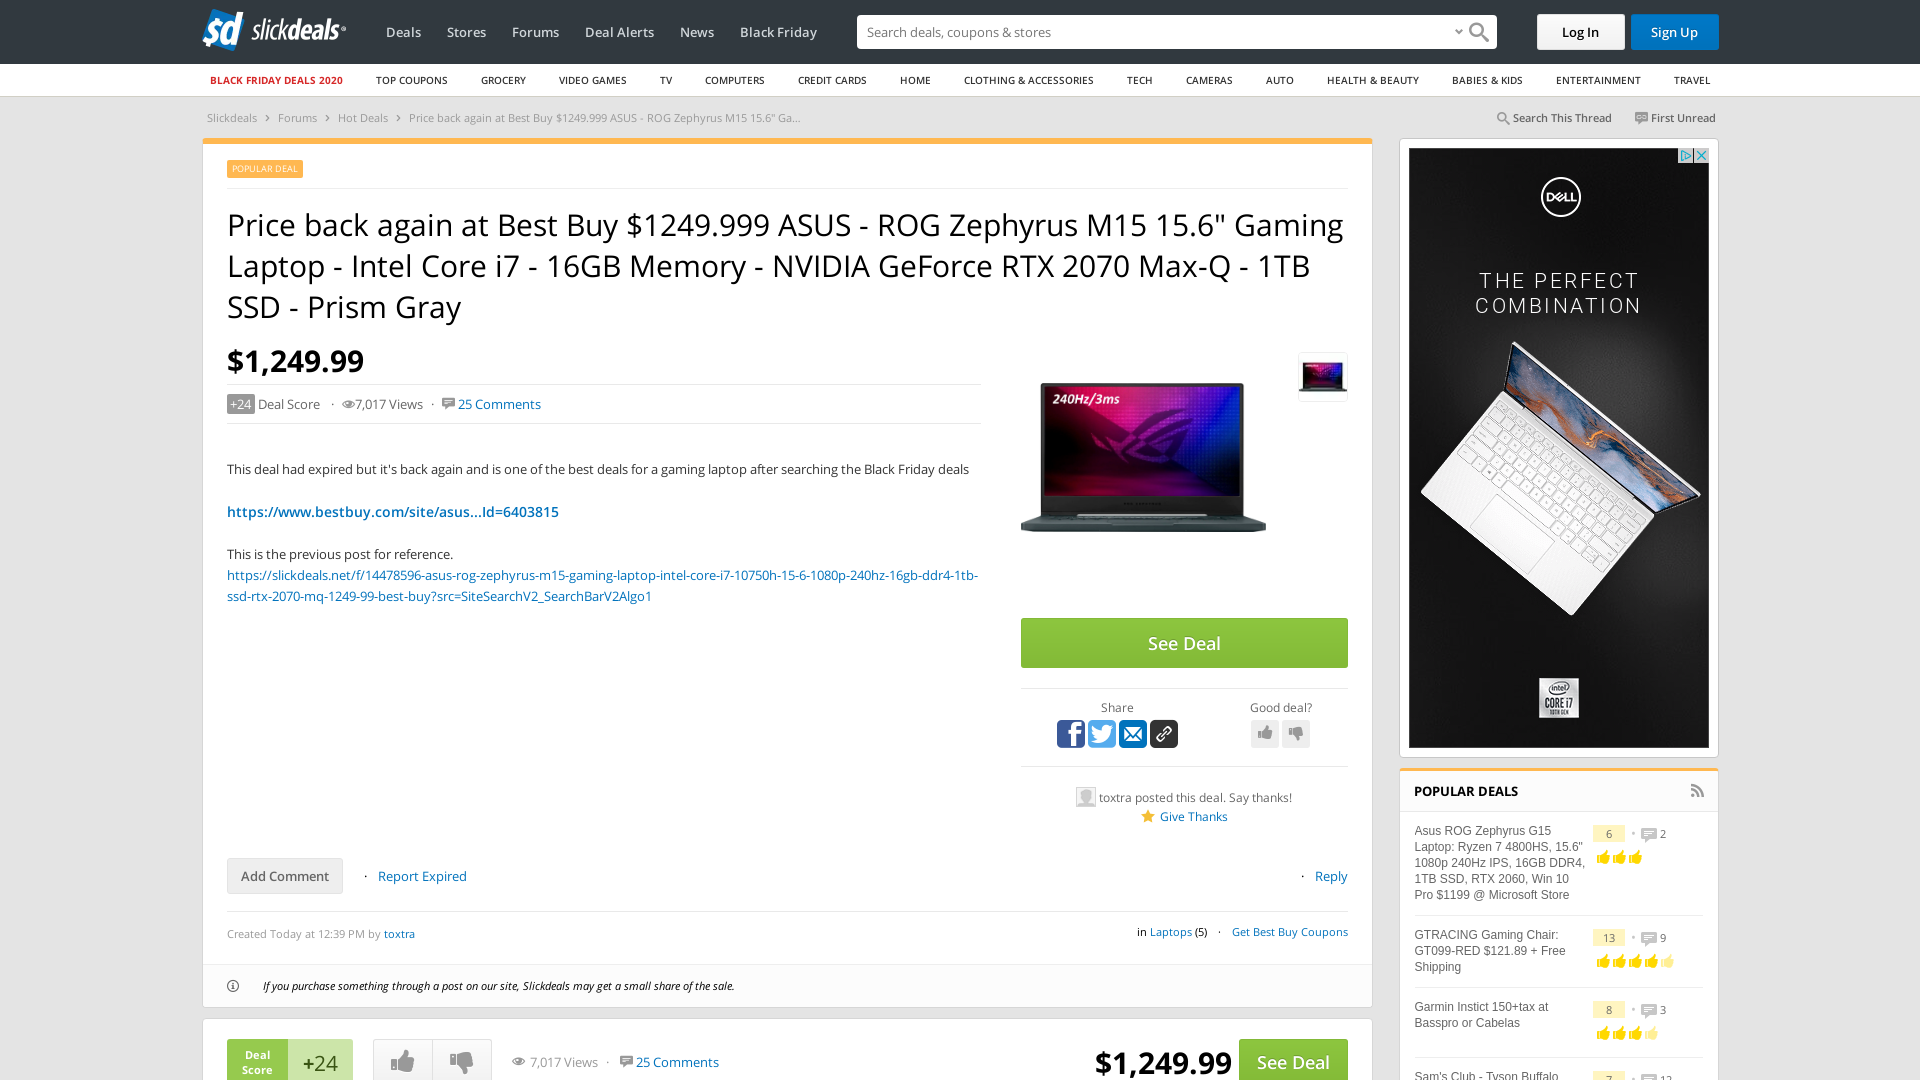 slickdeals
Deals
Stores
Forums
Deal Alerts
News
Black Friday
Search deals, coupons & stores
Log In
Sign Up
BLACK FRIDAY DEALS 2020
TOP COUPONS
GROCERY
VIDEO GAMES
TV
COMPUTERS
CREDIT CARDS
HOME
CLOTHING & ACCESSORIES
TECH
CAMERAS
AUTO
HEALTH & BEAUTY
BABIES & KIDS
ENTERTAINMENT
TRAVEL
Slickdeals › Forums › Hot Deals › Price back again at Best Buy $1249.999 ASUS - ROG Zephyrus M15 15.6" Ga...
Search This Thread
First Unread
POPULAR DEAL
Price back again at Best Buy $1249.999 ASUS - ROG Zephyrus M15 15.6" Gaming
Laptop - Intel Core i7 - 16GB Memory - NVIDIA GeForce RTX 2070 Max-Q - 1TB
SSD - Prism Gray
$1,249.99
+24 Deal Score · 7,017 Views · 25 Comments
This deal had expired but it's back again and is one of the best deals for a gaming laptop after searching the Black Friday deals
https://www.bestbuy.com/site/asus...Id=6403815
This is the previous post for reference.
https://slickdeals.net/f/14478596-asus-rog-zephyrus-m15-gaming-laptop-intel-core-i7-10750h-15-6-1080p-240hz-16gb-ddr4-1tb-
ssd-rtx-2070-mq-1249-99-best-buy?src=SiteSearchV2_SearchBarV2Algo1
240Hz/3ms
See Deal
Share
Good deal?
toxtra posted this deal. Say thanks!
Give Thanks
Add Comment
· Report Expired
· Reply
Created Today at 12:39 PM by toxtra
in Laptops (5) · Get Best Buy Coupons
If you purchase something through a post on our site, Slickdeals may get a small share of the sale.
Deal
Score
+24
7,017 Views · 25 Comments
$1,249.99
See Deal
DELL
THE PERFECT
COMBINATION
intel
CORE i7
10TH GEN
POPULAR DEALS
Asus ROG Zephyrus G15
Laptop: Ryzen 7 4800HS, 15.6"
1080p 240Hz IPS, 16GB DDR4,
1TB SSD, RTX 2060, Win 10
Pro $1199 @ Microsoft Store
6 • 2
GTRACING Gaming Chair:
GT099-RED $121.89 + Free
Shipping
13 • 9
Garmin Instict 150+tax at
Basspro or Cabelas
8 • 3
Sam's Club - Tyson Buffalo
7 • 12